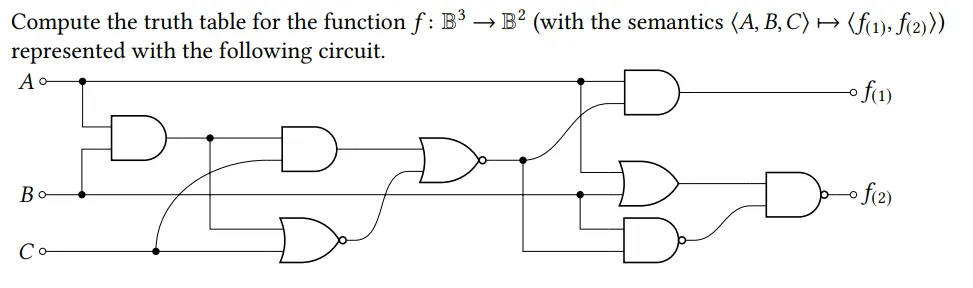 Compute the truth table for the function f : 𝔹³ → 𝔹² (with the semantics ⟨A, B, C⟩ ↦ ⟨f₍₁₎, f₍₂₎⟩)
represented with the following circuit.
A
f₍₁₎
B
f₍₂₎
C